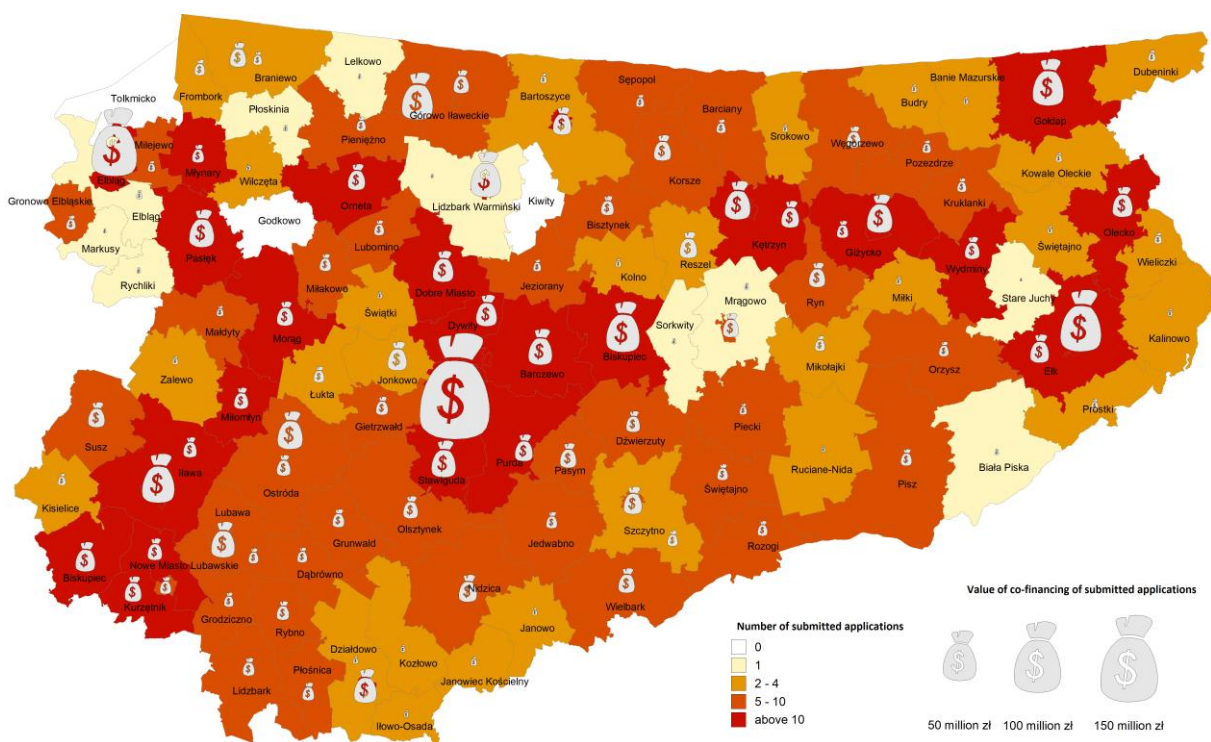 Lelkowo
Braniewo
Frombork
Tolkmicko
Płoskinia
Górowo Iławeckie
Bartoszyce
Sępopol
Barciany
Srokowo
Banie Mazurskie
Budry
Gołdap
Dubeninki
Milejewo
Młynary
Pieniężno
Wilczęta
Elbląg
Orneta
Lidzbark Warmiński
Kiwity
Korsze
Węgorzewo
Pozezdrze
Kowale Oleckie
Gronowo Elbląskie
Elbląg
Godkowo
Kruklanki
Markusy
Pasłęk
Lubomino
Bisztynek
Kętrzyn
Giżycko
Wydminy
Świętajno
Olecko
Wieliczki
Rychliki
Miłakowo
Dobre Miasto
Jeziorany
Kolno
Reszel
Mrągowo
Ryn
Miłki
Stare Juchy
Małdyty
Morąg
Świątki
Dywity
Sorkwity
Biskupiec
Barczewo
Mikołajki
Orzysz
Ełk
Kalinowo
Zalewo
Łukta
Jonkowo
Miłomłyn
Gietrzwałd
Prostki
Susz
Iława
Dźwierzuty
Piecki
Stawiguda
Purda
Pasym
Ruciane-Nida
Biała Piska
Kisielice
Ostróda
Lubawa
Olsztynek
Świętajno
Pisz
Szczytno
Grunwald
Jedwabno
Rozogi
Biskupiec
Nowe Miasto Lubawskie
Dąbrówno
Kurzętnik
Grodziczno
Rybno
Nidzica
Wielbark
Działdowo
Kozłowo
Janowo
Lidzbark
Płośnica
Janowiec Kościelny
Iłowo-Osada
Number of submitted applications
0
1
2 - 4
5 - 10
above 10
Value of co-financing of submitted applications
50 million zł
100 million zł
150 million zł